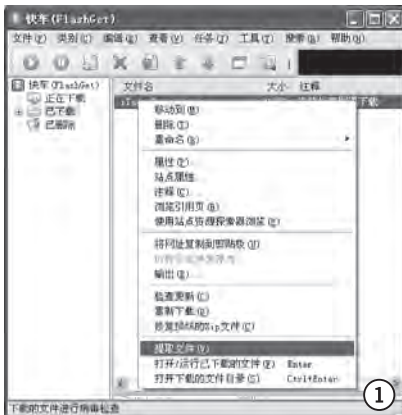 快车(FlashGet)
文件(F) 类别(C) 编辑(E) 查看(V) 任务(J) 工具(T) 搜索(S) 帮助(H)
快车(FlashGet)
正在下载
已下载
已删除
文件名 大小 注释
移动到(M)
删除(D)
重命名(R)
属性(P)
站点属性
注释(C)
浏览引用页(B)
使用站点资源探索器浏览(E)
将网址复制到剪贴板(U)
输出(E)
检查更新(C)
重新下载(R)
恢复损坏的Zip文件(C)
提取文件(V)
打开/运行已下载的文件(F) Enter
打开下载的文件目录(S) Ctrl+Enter
下载的文件进行病毒检查
①